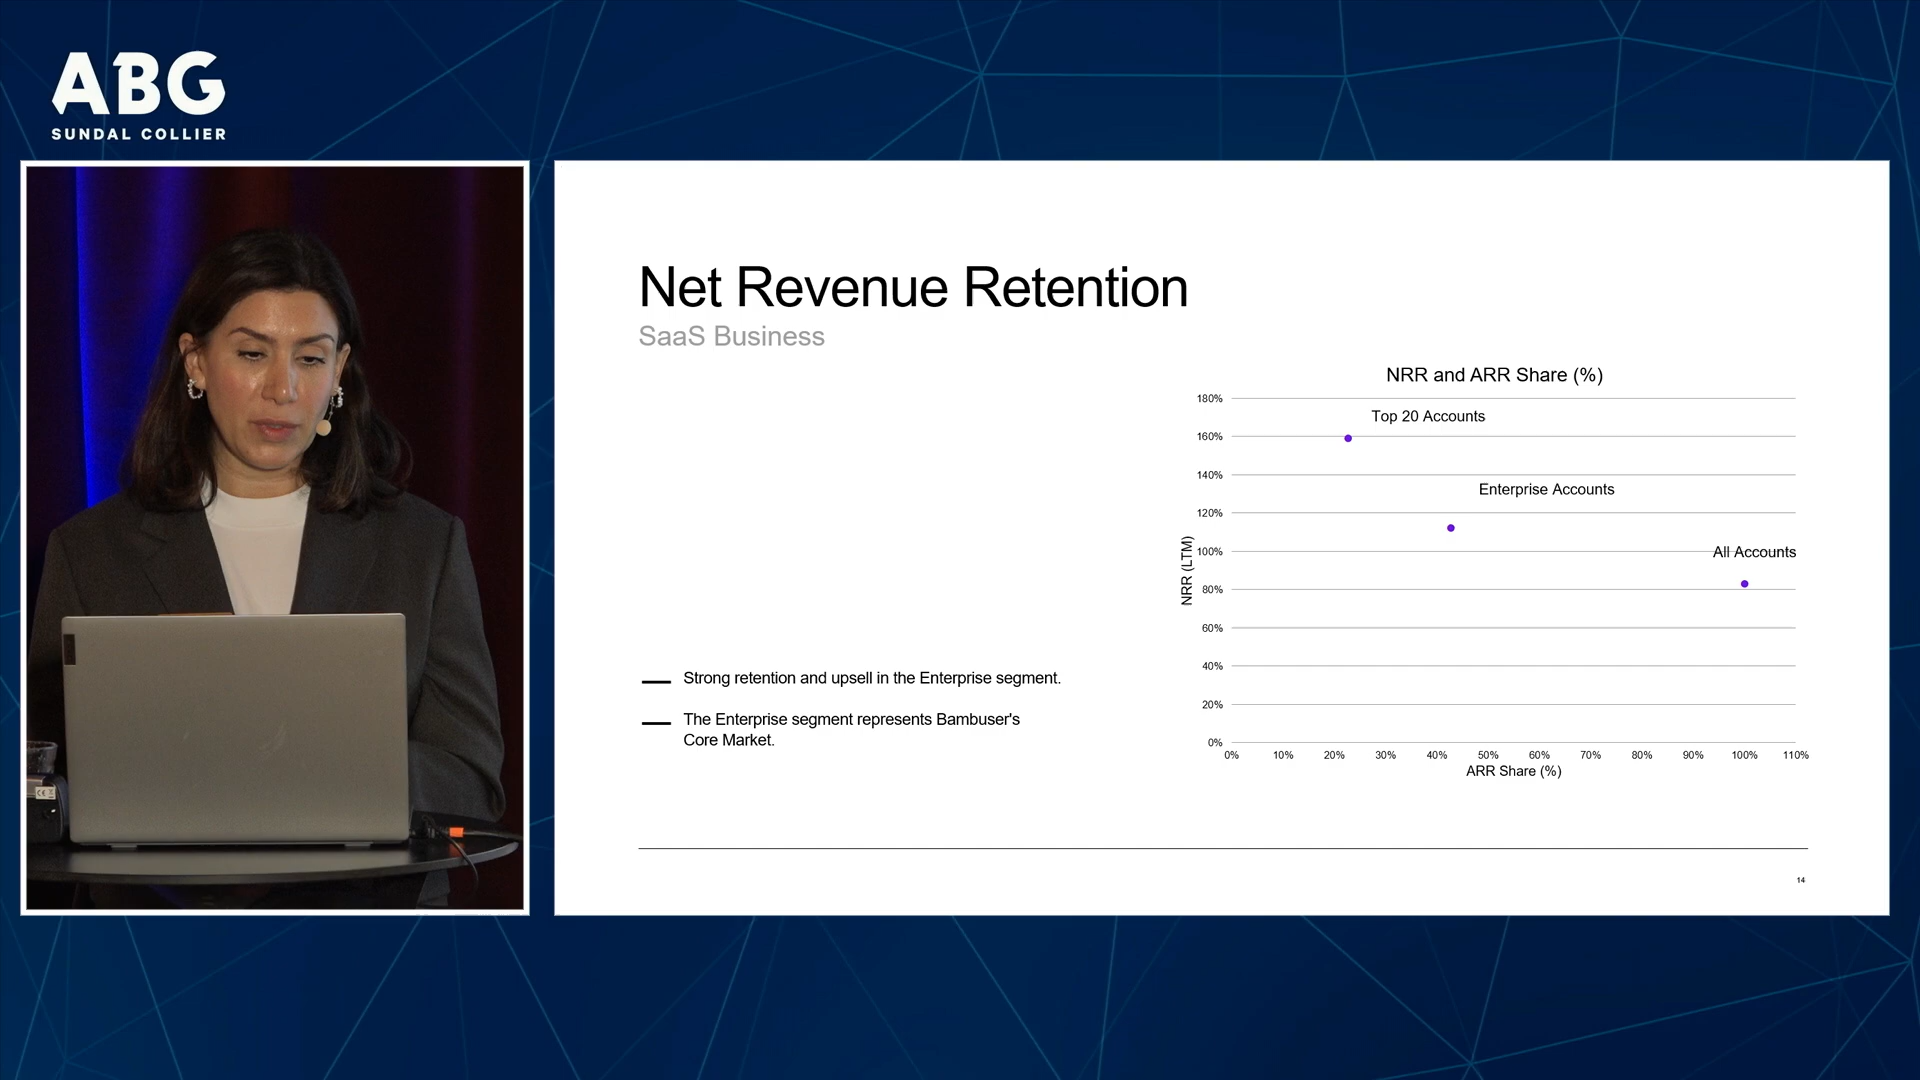 ABG
SUNDAL COLLIER
Net Revenue Retention
SaaS Business
Strong retention and upsell in the Enterprise segment.
The Enterprise segment represents Bambuser's
Core Market.
NRR and ARR Share (%)
180%
Top 20 Accounts
160%
140%
Enterprise Accounts
120%
100%
All Accounts
80%
60%
40%
20%
0%
NRR (LTM)
0% 10% 20% 30% 40% 50% 60% 70% 80% 90% 100% 110%
ARR Share (%)
14